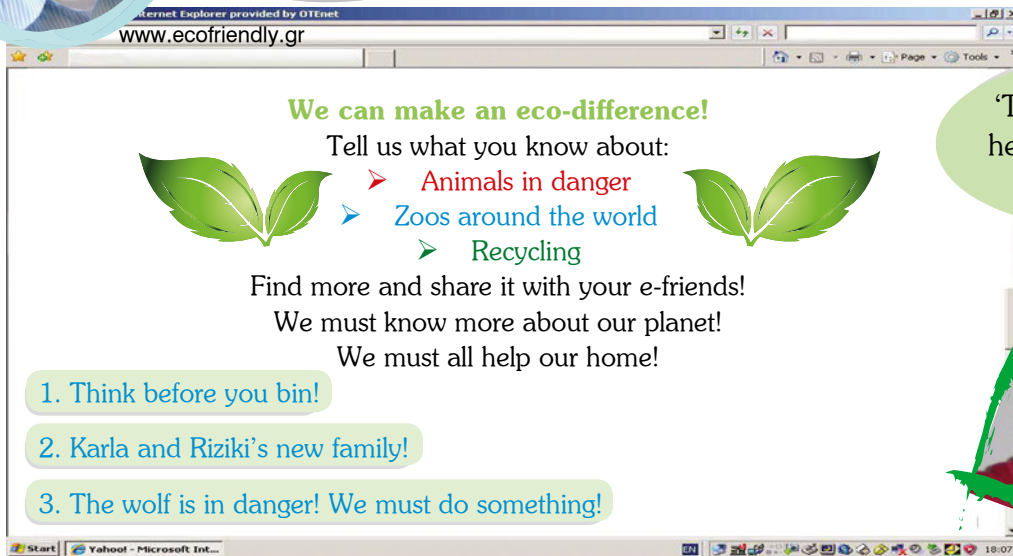 ternet Explorer provided by OTEnet
www.ecofriendly.gr
Page
Tools
We can make an eco-difference!
Tell us what you know about:
➢ Animals in danger
➢ Zoos around the world
➢ Recycling
Find more and share it with your e-friends!
We must know more about our planet!
We must all help our home!
1. Think before you bin!
2. Karla and Riziki's new family!
3. The wolf is in danger! We must do something!
‘T
he
Start
Yahoo! - Microsoft Int...
EN
18:07